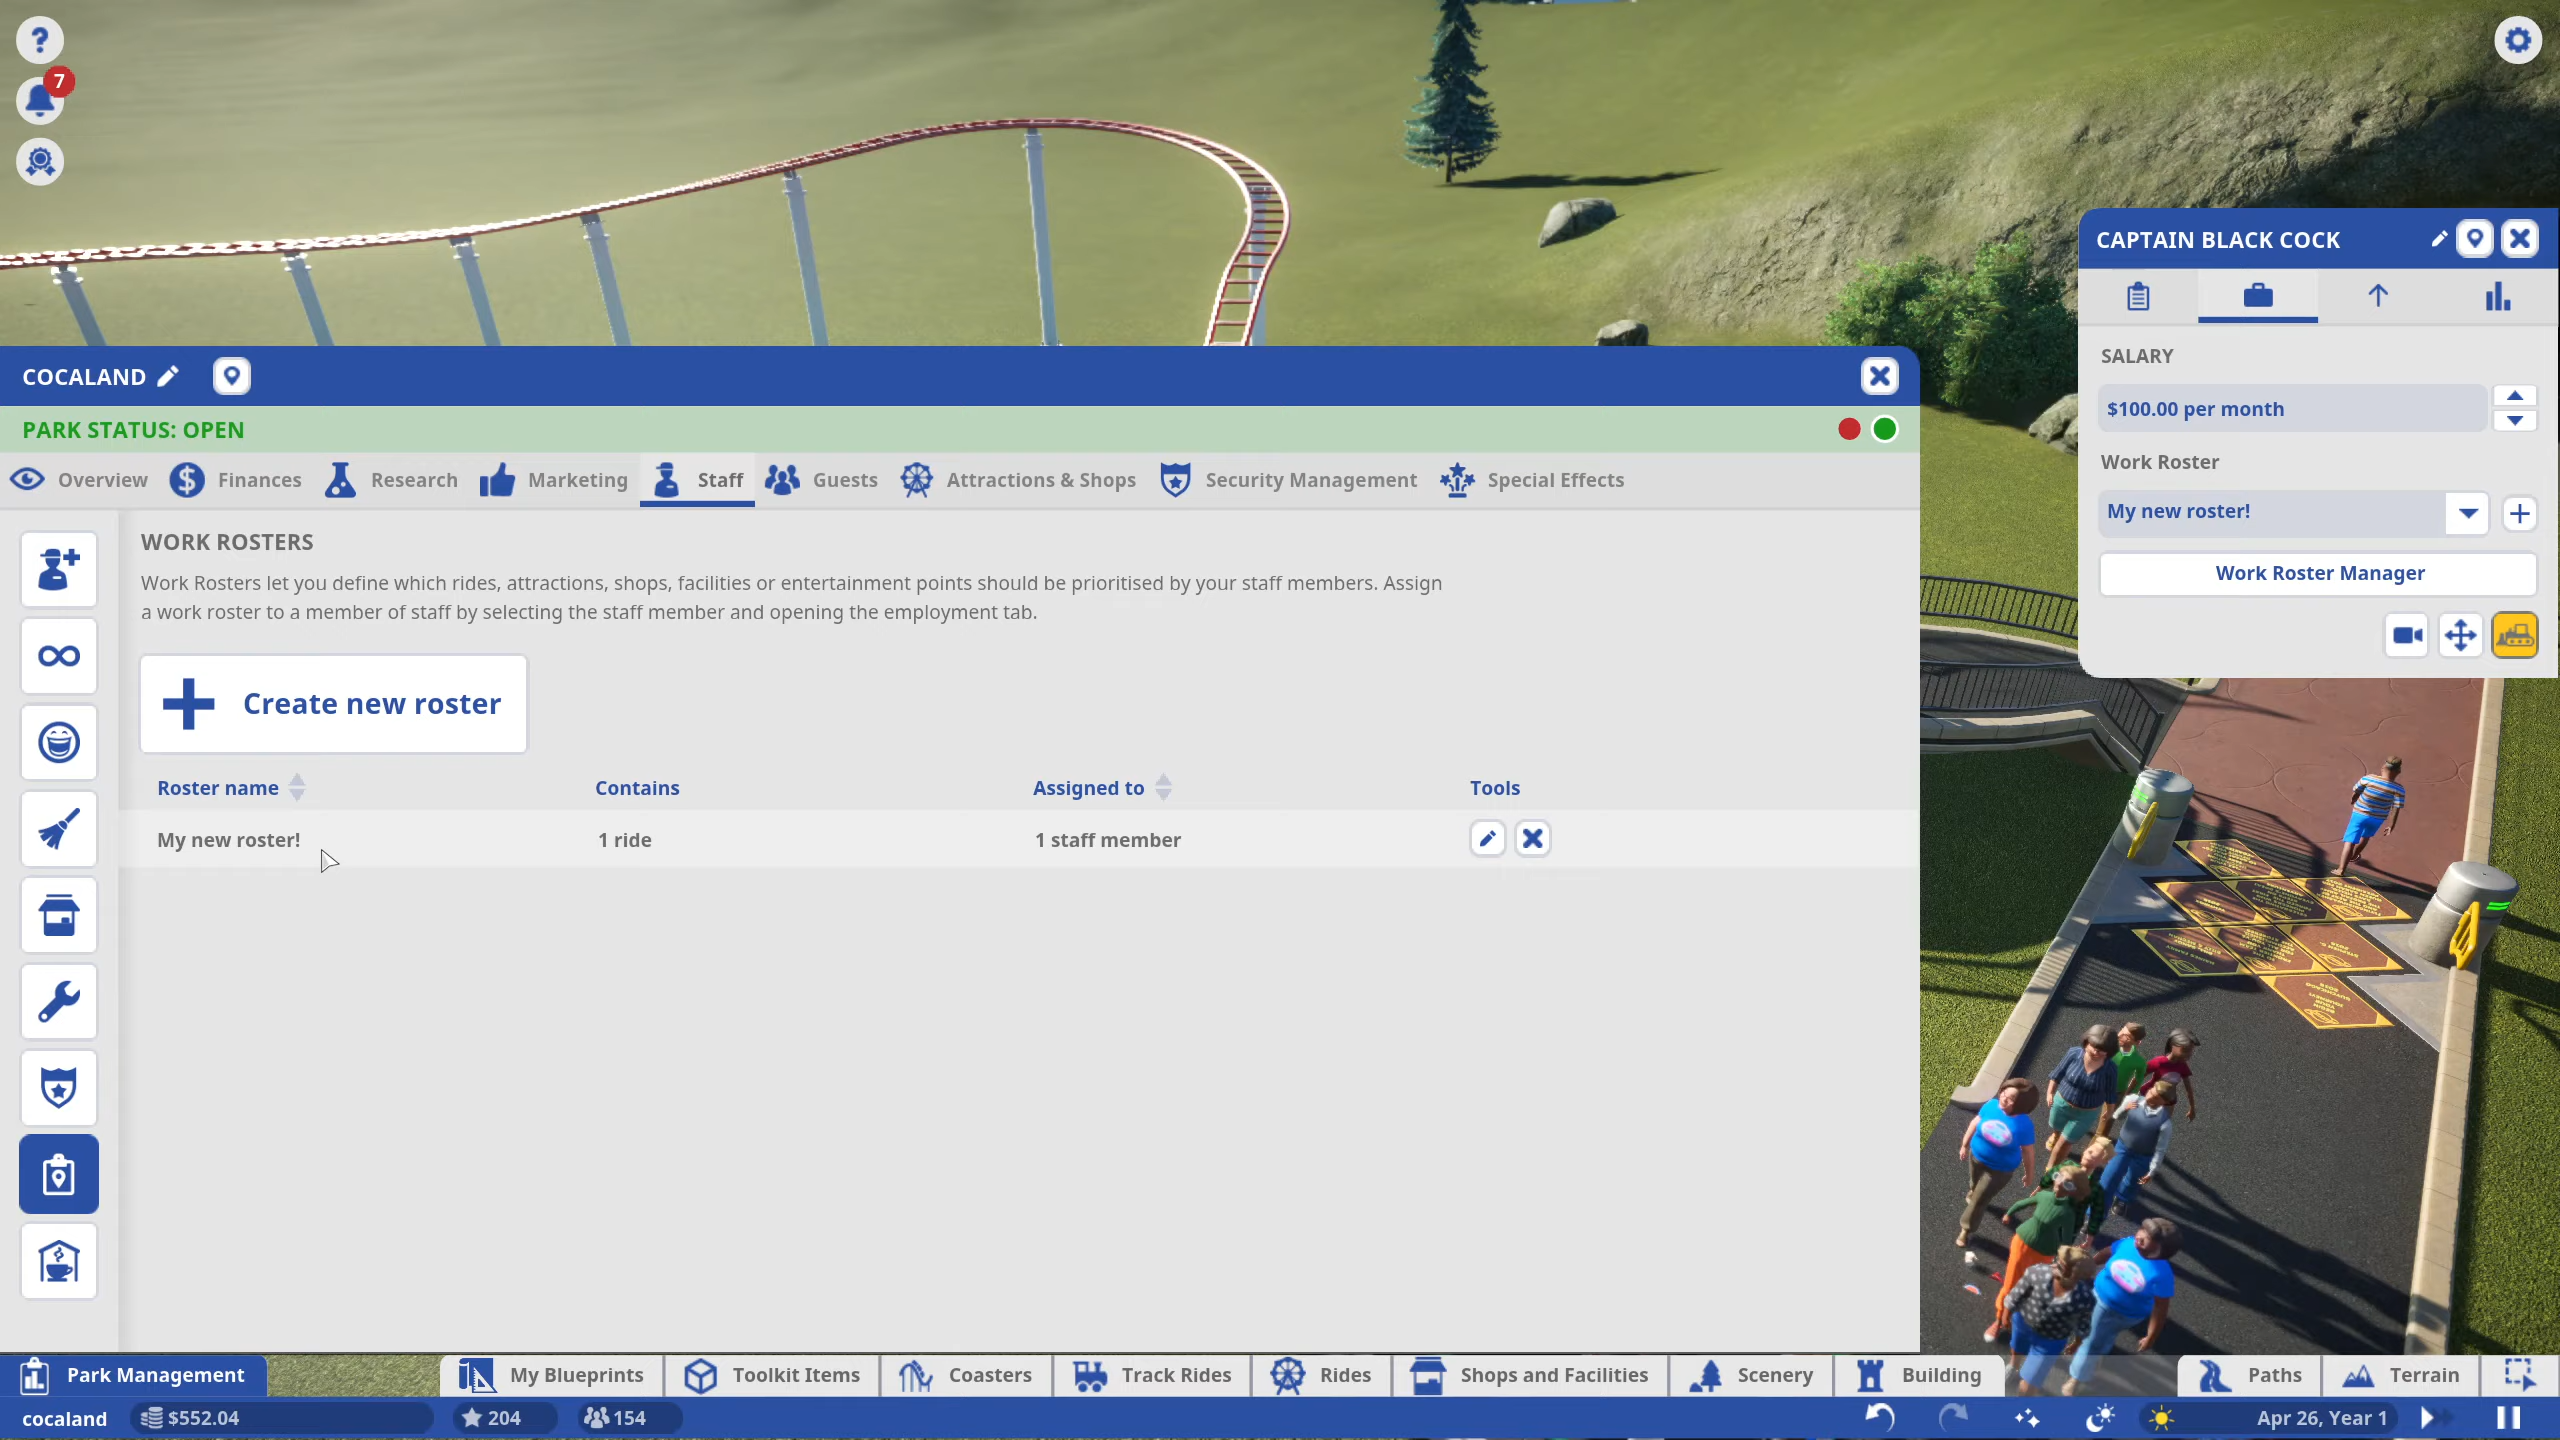 ?
7
CAPTAIN BLACK COCK
SALARY
$100.00 per month
Work Roster
My new roster!
Work Roster Manager
COCALAND
PARK STATUS: OPEN
Overview
Finances
Research
Marketing
Staff
Guests
Attractions & Shops
Security Management
Special Effects
WORK ROSTERS
Work Rosters let you define which rides, attractions, shops, facilities or entertainment points should be prioritised by your staff members. Assign
a work roster to a member of staff by selecting the staff member and opening the employment tab.
Create new roster
Roster name
Contains
Assigned to
Tools
My new roster!
1 ride
1 staff member
Park Management
My Blueprints
Toolkit Items
Coasters
Track Rides
Rides
Shops and Facilities
Scenery
Building
Paths
Terrain
cocaland
$552.04
204
154
Apr 26, Year 1